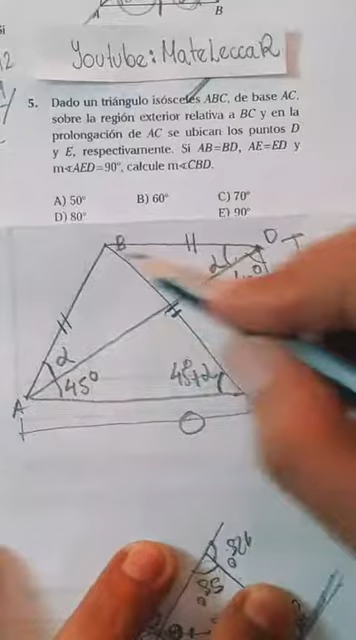 B
Youtube: MateLecca R
5. Dado un triángulo isósceles ABC, de base AC,
sobre la región exterior relativa a BC y en la
prolongación de AC se ubican los puntos D
y E, respectivamente. Si AB=BD, AE=ED y
m∢AED=90°, calcule m∢CBD.
A) 50° B) 60° C) 70°
D) 80° E) 90°
B D
α
α
45° 45°+α
A